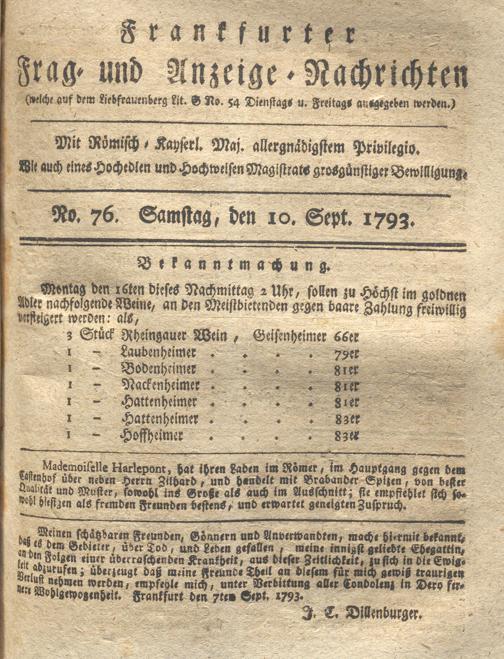 Frankfurter
Frag- und Anzeige-Nachrichten
(welche auf dem Liebfrauenberg Lit. G No. 54 Dienstags u. Freitags ausgegeben werden.)
Mit Römisch-Kayserl. Maj. allergnädigstem Privilegio.
Wie auch eines Hochedlen und Hochweisen Magistrats grosgünstiger Bewilligung.
No. 76. Samstag, den 10. Sept. 1793.
Bekanntmachung.
Montag den 16ten dieses Nachmittag 2 Uhr, sollen zu Höchst im goldnen
Adler nachfolgende Weine, an den Meistbietenden gegen baare Zahlung freiwillig
versteigert werden: als,
3 Stück Rheingauer Wein, Geisenheimer 66er
1 — Laubenheimer . . . . 79er
1 — Bodenheimer . . . . 81er
1 — Nackenheimer . . . . 81er
1 — Hattenheimer . . . . 81er
1 — Hattenheimer . . . . 83er
1 — Hoffheimer . . . . 83er
Mademoiselle Harlepont, hat ihren Laden im Römer, im Hauptgang gegen dem
Castenhof über neben Herrn Zilhard, und handelt mit Brabander Spizen, von bester
Qualität und Muster, sowohl ins Große als auch im Ausschnitt; sie empfiehlet sich so-
wohl hiesigen als fremden Freunden bestens, und erwartet geneigten Zuspruch.
Meinen schätzbaren Freunden, Gönnern und Anverwandten, mache hiermit bekannt,
daß es dem Gebieter, über Tod, und Leben gefallen, meine innigst geliebte Ehegattin,
an den Folgen einer überraschenden Krankheit, aus dieser Zeitlichkeit, zu sich in die Ewig-
keit abzurufen; überzeugt daß meine Freunde Theil an diesem für mich gewiß traurigen
Verlust nehmen werden, empfehle mich, unter Verbittung aller Condolenz in Dero fer-
nere Wohlgewogenheit. Frankfurt den 7ten Sept. 1793.
J. C. Dillenburger.